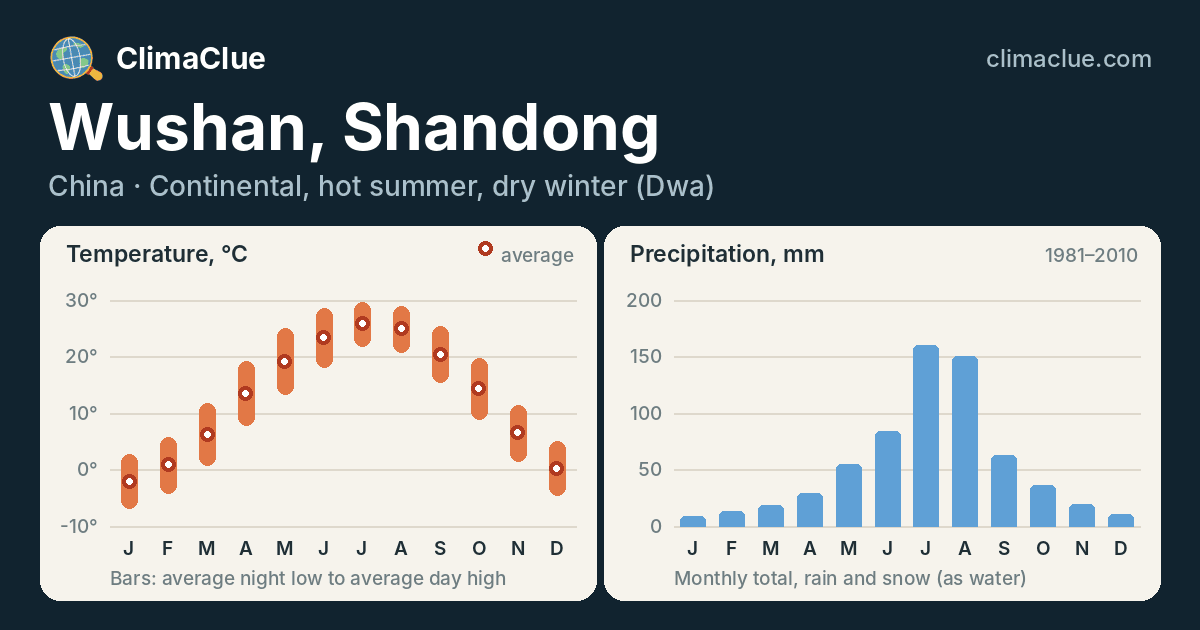 ClimaClue
climaclue.com
Wushan, Shandong
China · Continental, hot summer, dry winter (Dwa)
Temperature, °C
average
30°
20°
10°
0°
-10°
J F M A M J J A S O N D
Bars: average night low to average day high
Precipitation, mm
1981–2010
200
150
100
50
0
J F M A M J J A S O N D
Monthly total, rain and snow (as water)